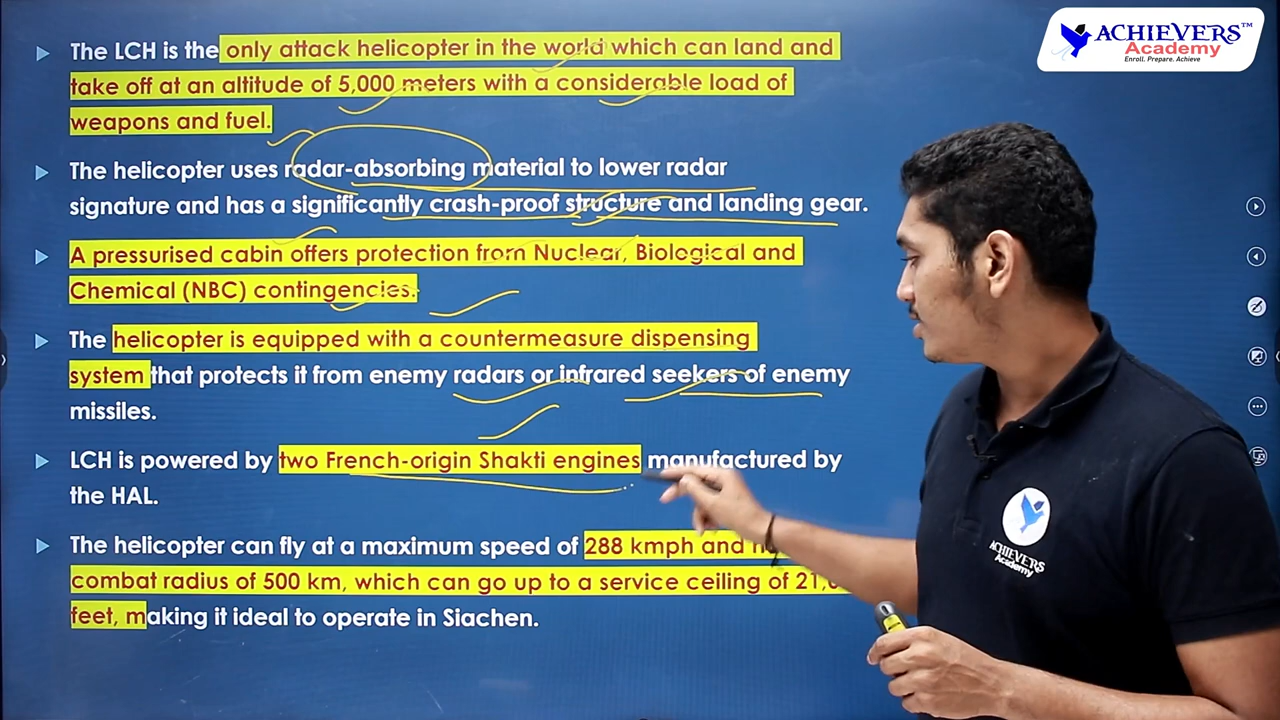 ACHIEVERS™
Academy
Enroll. Prepare. Achieve
The LCH is the only attack helicopter in the world which can land and
take off at an altitude of 5,000 meters with a considerable load of
weapons and fuel.
The helicopter uses radar-absorbing material to lower radar
signature and has a significantly crash-proof structure and landing gear.
A pressurised cabin offers protection from Nuclear, Biological and
Chemical (NBC) contingencies.
The helicopter is equipped with a countermeasure dispensing
system that protects it from enemy radars or infrared seekers of enemy
missiles.
LCH is powered by two French-origin Shakti engines manufactured by
the HAL.
The helicopter can fly at a maximum speed of 288 kmph and
combat radius of 500 km, which can go up to a service ceiling of
feet, making it ideal to operate in Siachen.
ACHIEVERS
Academy